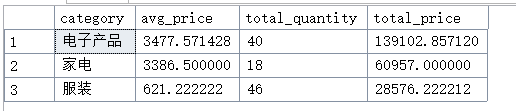 category avg_price total_quantity total_price
1 电子产品 3477.571428 40 139102.857120
2 家电 3386.500000 18 60957.000000
3 服装 621.222222 46 28576.222212